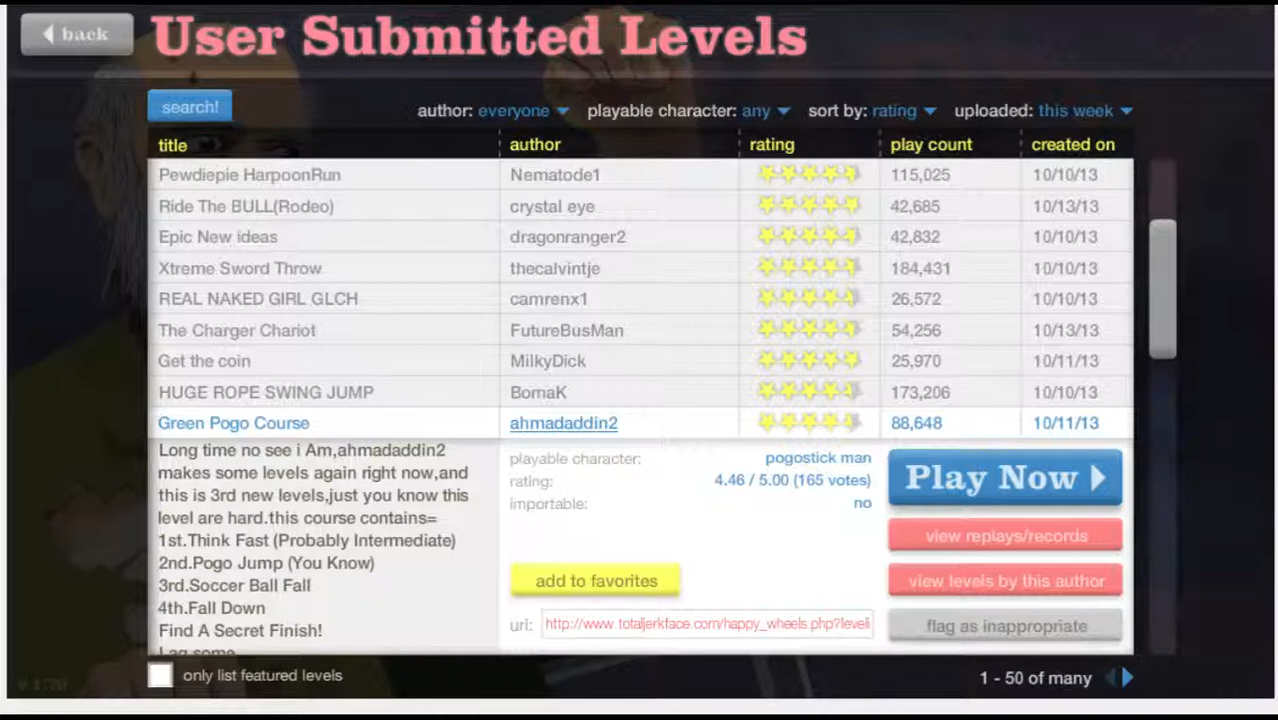 back
User Submitted Levels
search!
author: everyone playable character: any sort by: rating uploaded: this week
title author rating play count created on
Pewdiepie HarpoonRun Nematode1 115,025 10/10/13
Ride The BULL(Rodeo) crystal eye 42,685 10/13/13
Epic New ideas dragonranger2 42,832 10/10/13
Xtreme Sword Throw thecalvintje 184,431 10/10/13
REAL NAKED GIRL GLCH camrenx1 26,572 10/10/13
The Charger Chariot FutureBusMan 54,256 10/13/13
Get the coin MilkyDick 25,970 10/11/13
HUGE ROPE SWING JUMP BomaK 173,206 10/10/13
Green Pogo Course ahmadaddin2 88,648 10/11/13
Long time no see i Am,ahmadaddin2
makes some levels again right now,and
this is 3rd new levels,just you know this
level are hard.this course contains=
1st.Think Fast (Probably Intermediate)
2nd.Pogo Jump (You Know)
3rd.Soccer Ball Fall
4th.Fall Down
Find A Secret Finish!
Lag some
playable character: pogostick man
rating: 4.46 / 5.00 (165 votes)
importable: no
add to favorites
url: http://www.totaljerkface.com/happy_wheels.php?leveli
Play Now
view replays/records
view levels by this author
flag as inappropriate
only list featured levels
1 - 50 of many
V 1.70